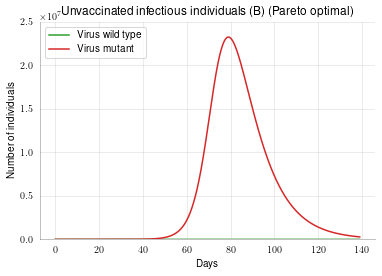 ×10⁷
Unvaccinated infectious individuals (B) (Pareto optimal)
Virus wild type
Virus mutant
Number of individuals
2.5
2.0
1.5
1.0
0.5
0.0
0 20 40 60 80 100 120 140
Days